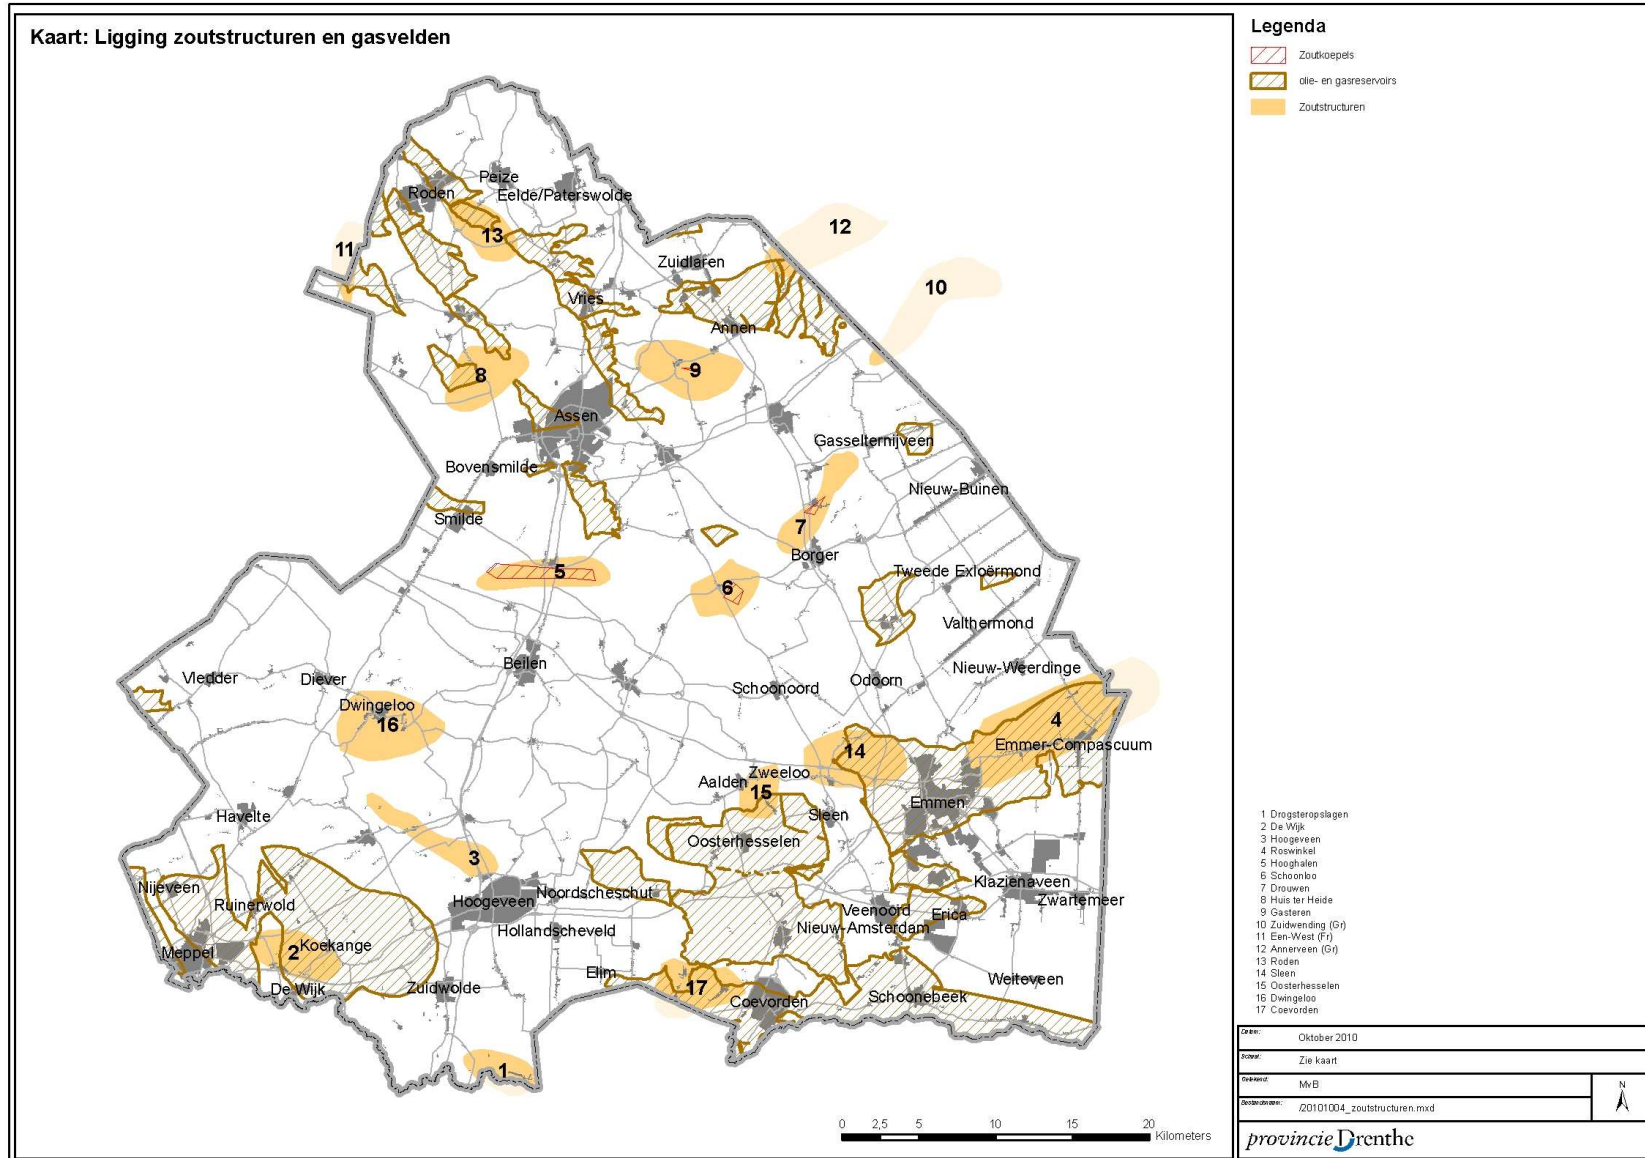 Kaart: Ligging zoutstructuren en gasvelden
Legenda
Zoutkoepels
olie- en gasreservoirs
Zoutstructuren
Peize
Roden
Eelde/Paterswolde
13
12
11
Zuidlaren
10
Vries
Annen
8
9
Assen
Gasselternijveen
Bovensmilde
Nieuw-Buinen
Smilde
7
Borger
5
Tweede Exloërmond
6
Valthermond
Beilen
Nieuw-Weerdinge
Vledder
Diever
Schoonoord
Odoorn
Dwingeloo
16
4
Emmer-Compascuum
14
Zweeloo
Aalden
15
Emmen
Havelte
Sleen
Oosterhesselen
3
Nijeveen
Noordscheschut
Klazienaveen
Hoogeveen
Zwartemeer
Ruinerwold
Veenoord
Erica
Nieuw-Amsterdam
Hollandscheveld
Koekange
Meppel
2
Elim
Weiteveen
De Wijk
Zuidwolde
17
Coevorden
Schoonebeek
1
0 2,5 5 10 15 20
Kilometers
1 Drogsteropslagen
2 De Wijk
3 Hoogeveen
4 Roswinkel
5 Hooghalen
6 Schoonloo
7 Drouwen
8 Huis ter Heide
9 Gasteren
10 Zuidwending (Gr)
11 Een-West (Fr)
12 Annerveen (Gr)
13 Roden
14 Sleen
15 Oosterhesselen
16 Dwingeloo
17 Coevorden
Datum: Oktober 2010
Schaal: Zie kaart
Getekend: MvB
Bestandsnaam: /20101004_zoutstructuren.mxd
N
provincie Drenthe